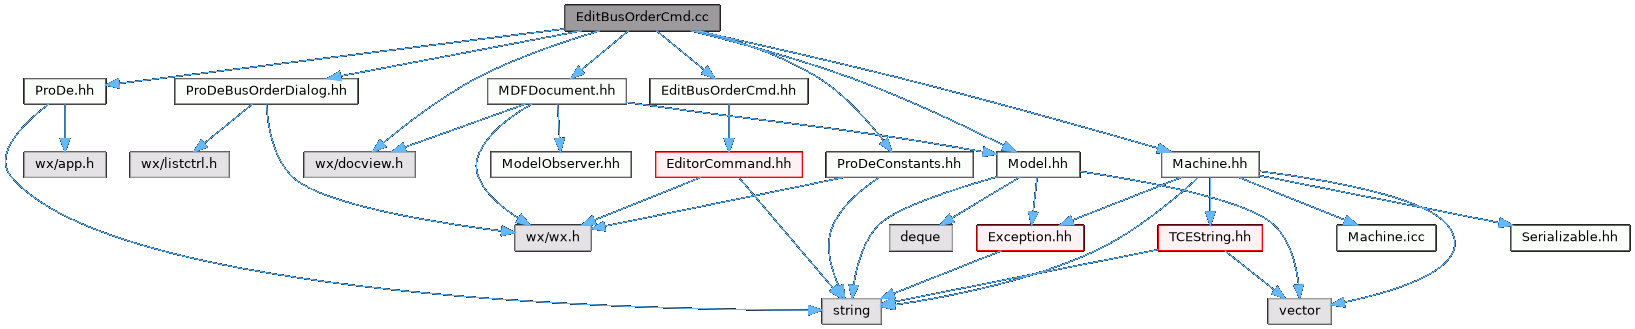 EditBusOrderCmd.cc
ProDe.hh
ProDeBusOrderDialog.hh
MDFDocument.hh
EditBusOrderCmd.hh
wx/app.h
wx/listctrl.h
wx/docview.h
ModelObserver.hh
EditorCommand.hh
ProDeConstants.hh
Model.hh
Machine.hh
wx/wx.h
deque
Exception.hh
TCEString.hh
Machine.icc
Serializable.hh
string
vector